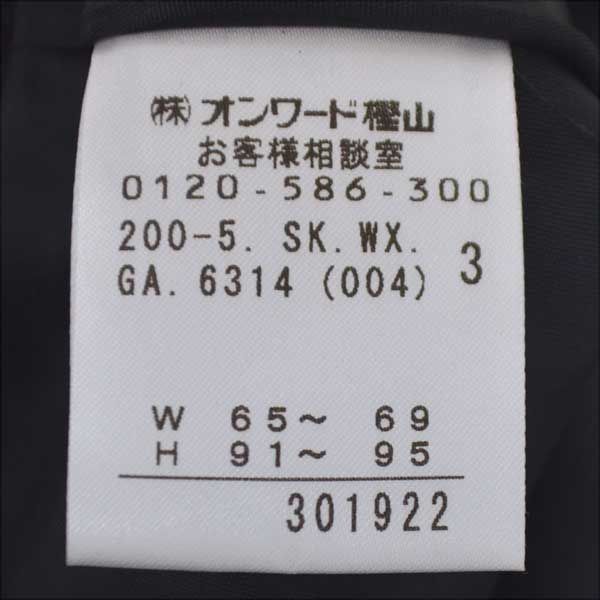 ㈱オンワード樫山
お客様相談室
0120-586-300
200-5. SK. WX.
GA. 6314 (004) 3
W 65~ 69
H 91~ 95
301922